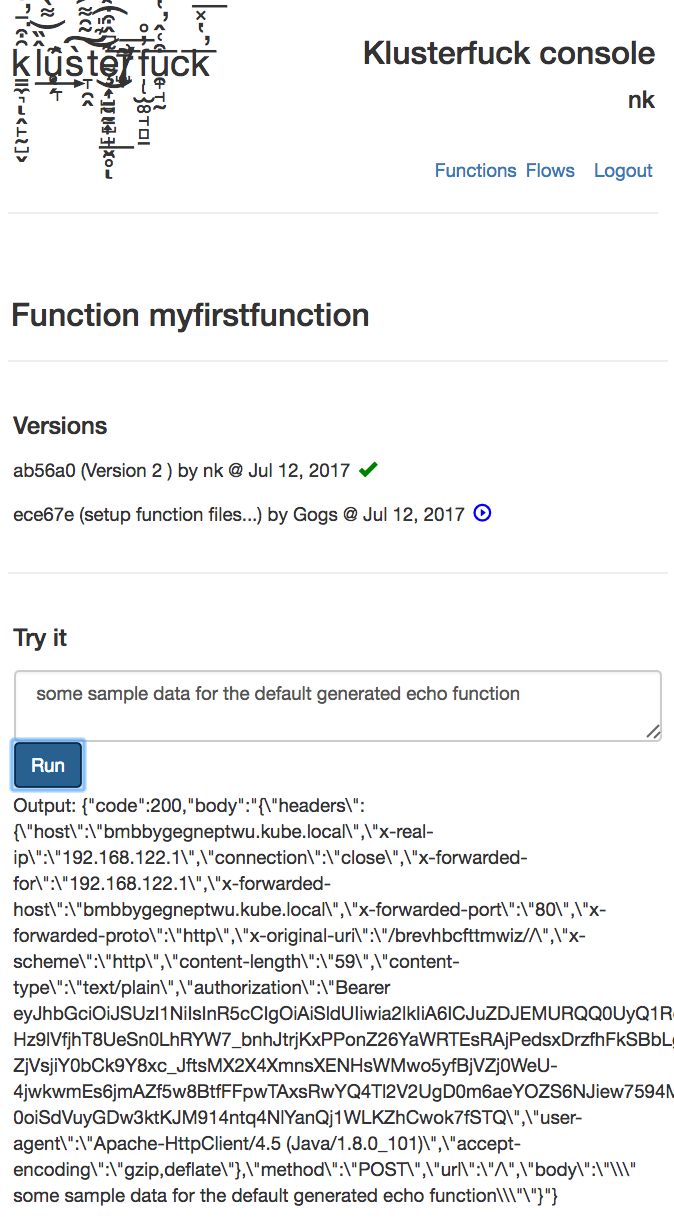 klusterfuck
Klusterfuck console
nk
Functions Flows Logout
Function myfirstfunction
Versions
ab56a0 (Version 2 ) by nk @ Jul 12, 2017
ece67e (setup function files...) by Gogs @ Jul 12, 2017
Try it
some sample data for the default generated echo function
Run
Output: {"code":200,"body":"{\"headers\":
{\"host\":\"bmbbygegneptwu.kube.local\",\"x-real-
ip\":\"192.168.122.1\",\"connection\":\"close\",\"x-forwarded-
for\":\"192.168.122.1\",\"x-forwarded-
host\":\"bmbbygegneptwu.kube.local\",\"x-forwarded-port\":\"80\",\"x-
forwarded-proto\":\"http\",\"x-original-uri\":\"/brevhbcfttmwiz//\",\"x-
scheme\":\"http\",\"content-length\":\"59\",\"content-
type\":\"text/plain\",\"authorization\":\"Bearer
eyJhbGciOiJSUzI1NiIsInR5cCIgOiAiSldUIiwia2lkIiA6ICJuZDJEMURQQ0UyQ1R
Hz9lVfjhT8UeSn0LhRYW7_bnhJtrjKxPPonZ26YaWRTEsRAjPedsxDrzfhFkSBbL
ZjVsjiY0bCk9Y8xc_JftsMX2X4XmnsXENHsWMwo5yfBjVZj0WeU-
4jwkwmEs6jmAZf5w8BtfFFpwTAxsRwYQ4Tl2V2UgD0m6aeYOZS6NJiew7594M
0oiSdVuyGDw3ktKJM914ntq4NlYanQj1WLKZhCwok7fSTQ\",\"user-
agent\":\"Apache-HttpClient/4.5 (Java/1.8.0_101)\",\"accept-
encoding\":\"gzip,deflate\"},\"method\":\"POST\",\"url\":\"/\",\"body\":\"\\\"
some sample data for the default generated echo function\\\"\"}"}